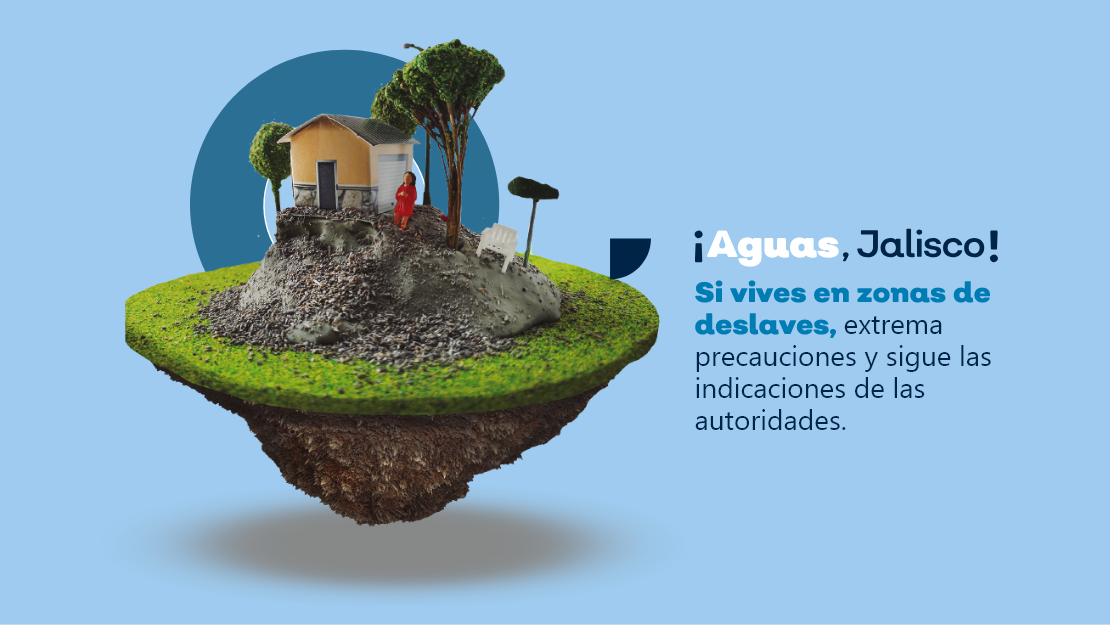 ¡Aguas, Jalisco!
Si vives en zonas de
deslaves, extrema
precauciones y sigue las
indicaciones de las
autoridades.